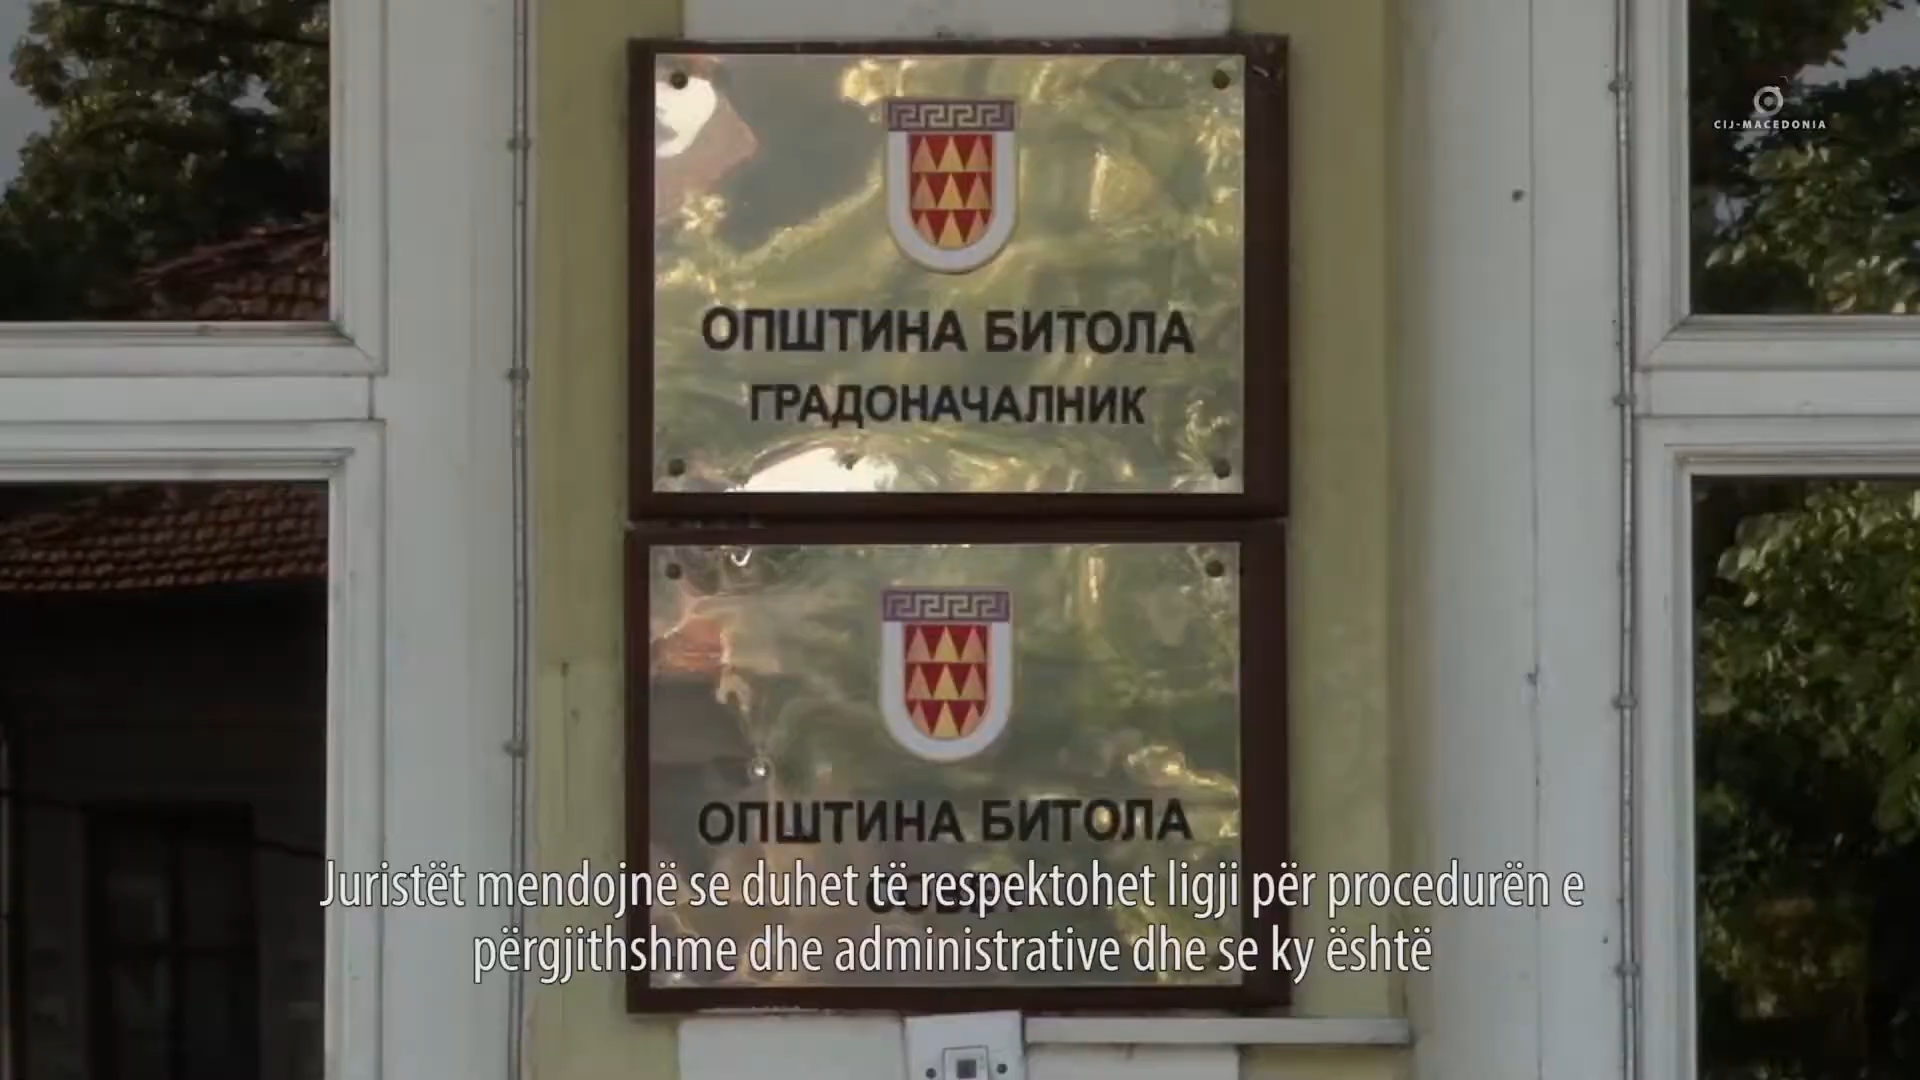 CIJ-MACEDONIA
ОПШТИНА БИТОЛА
ГРАДОНАЧАЛНИК
ОПШТИНА БИТОЛА
Juristët mendojnë se duhet të respektohet ligji për procedurën e
përgjithshme dhe administrative dhe se ky është